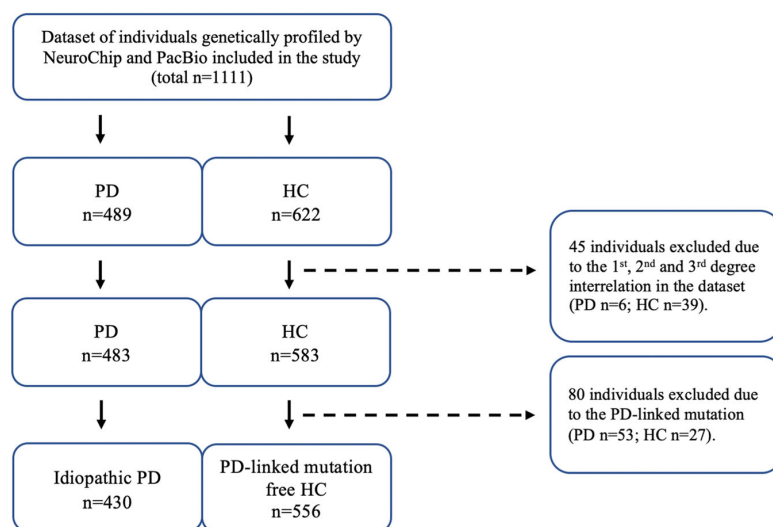 Dataset of individuals genetically profiled by
NeuroChip and PacBio included in the study
(total n=1111)
PD
n=489
HC
n=622
45 individuals excluded due
to the 1st, 2nd and 3rd degree
interrelation in the dataset
(PD n=6; HC n=39).
PD
n=483
HC
n=583
80 individuals excluded due
to the PD-linked mutation
(PD n=53; HC n=27).
Idiopathic PD
n=430
PD-linked mutation
free HC
n=556